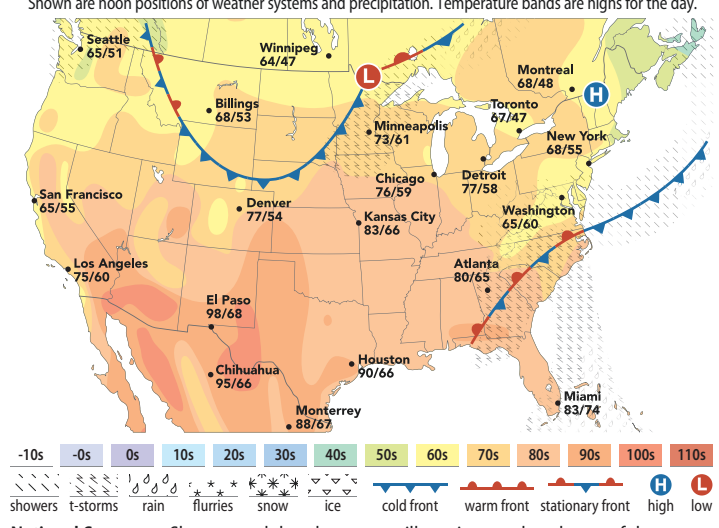 Shown are noon positions of weather systems and precipitation. Temperature bands are highs for the day.
Seattle
65/51
Winnipeg
64/47
L
Montreal
68/48
H
Billings
68/53
Toronto
67/47
Minneapolis
73/61
New York
68/55
Chicago
76/59
Detroit
77/58
San Francisco
65/55
Denver
77/54
Kansas City
83/66
Washington
65/60
Los Angeles
75/60
Atlanta
80/65
El Paso
98/68
Chihuahua
95/66
Houston
90/66
Monterrey
88/67
Miami
83/74
-10s -0s 0s 10s 20s 30s 40s 50s 60s 70s 80s 90s 100s 110s
H L
showers t-storms rain flurries snow ice cold front warm front stationary front high low